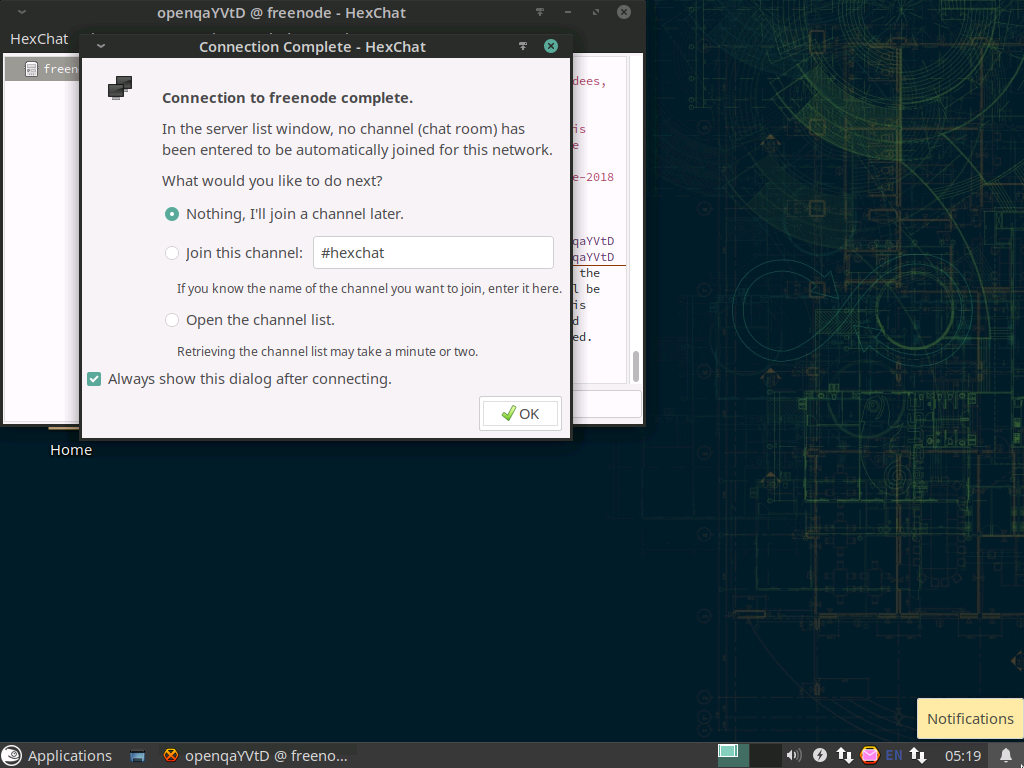 openqaYVtD @ freenode - HexChat
HexChat
Connection Complete - HexChat
freen
Connection to freenode complete.
In the server list window, no channel (chat room) has
been entered to be automatically joined for this network.
What would you like to do next?
Nothing, I'll join a channel later.
Join this channel:
#hexchat
If you know the name of the channel you want to join, enter it here.
Open the channel list.
Retrieving the channel list may take a minute or two.
Always show this dialog after connecting.
OK
dees,
is
e
e-2018
qaYVtD
qaYVtD
the
l be
is
d
ed.
Home
Notifications
Applications
openqaYVtD @ freeno...
EN
05:19